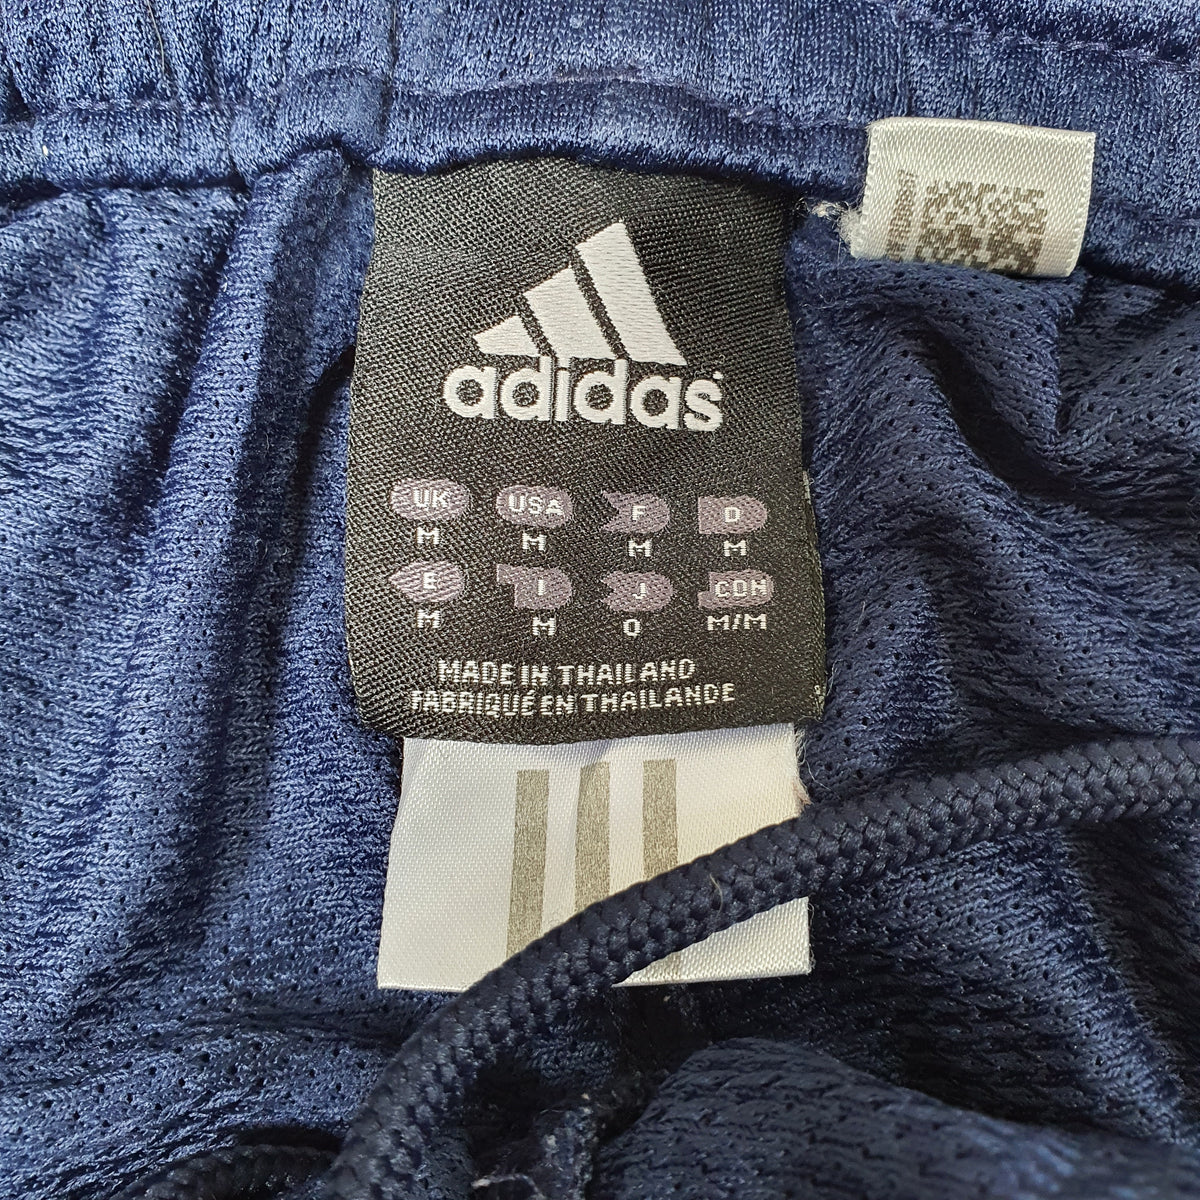 adidas
UK USA F D
M M M M
E I J CDN
M M O M/M
MADE IN THAILAND
FABRIQUÉ EN THAILANDE